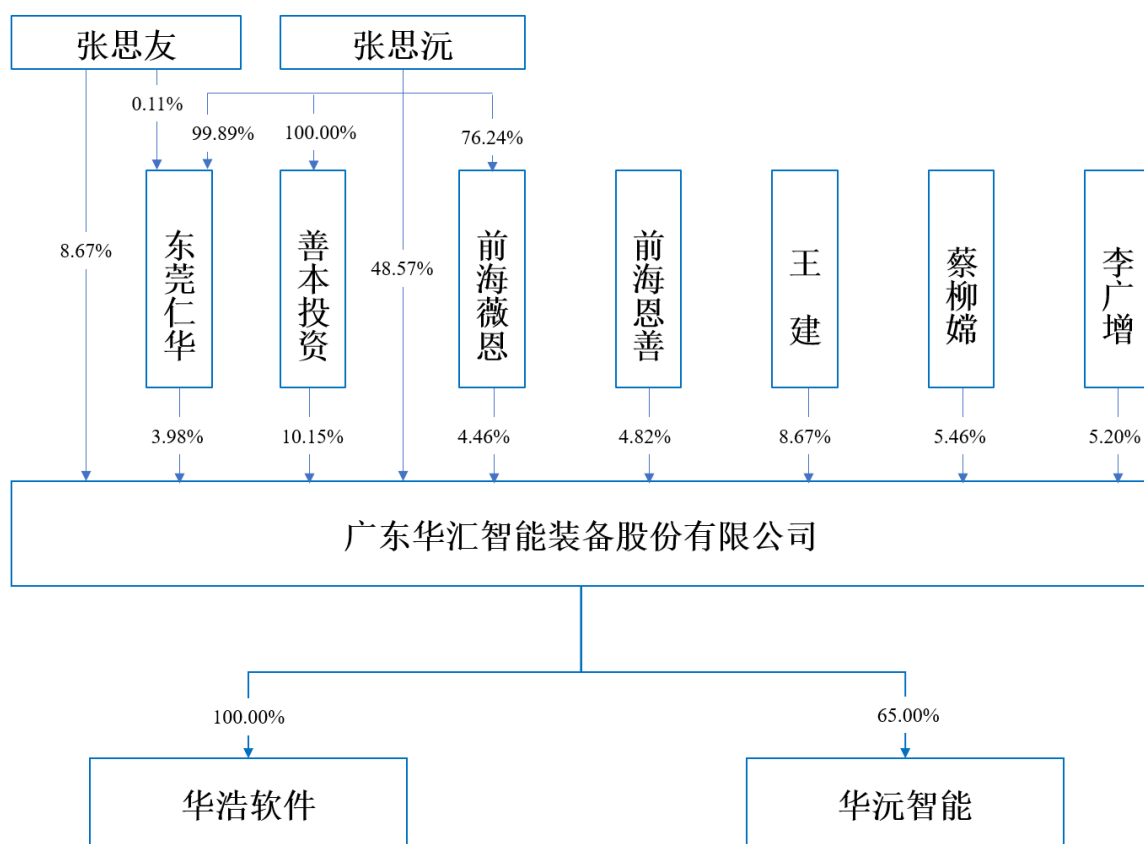 张思友
张思沅
0.11%
99.89%
100.00%
76.24%
8.67%
48.57%
东莞仁华
善本投资
前海薇恩
前海恩善
王 建
蔡柳嫦
李广增
3.98%
10.15%
4.46%
4.82%
8.67%
5.46%
5.20%
广东华汇智能装备股份有限公司
100.00%
65.00%
华浩软件
华沅智能